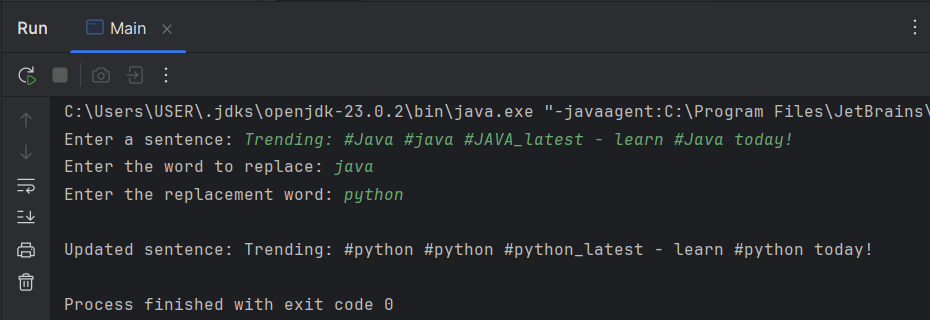 Run Main
C:\Users\USER\.jdks\openjdk-23.0.2\bin\java.exe "-javaagent:C:\Program Files\JetBrains\
Enter a sentence: Trending: #Java #java #JAVA_latest - learn #Java today!
Enter the word to replace: java
Enter the replacement word: python
Updated sentence: Trending: #python #python #python_latest - learn #python today!
Process finished with exit code 0